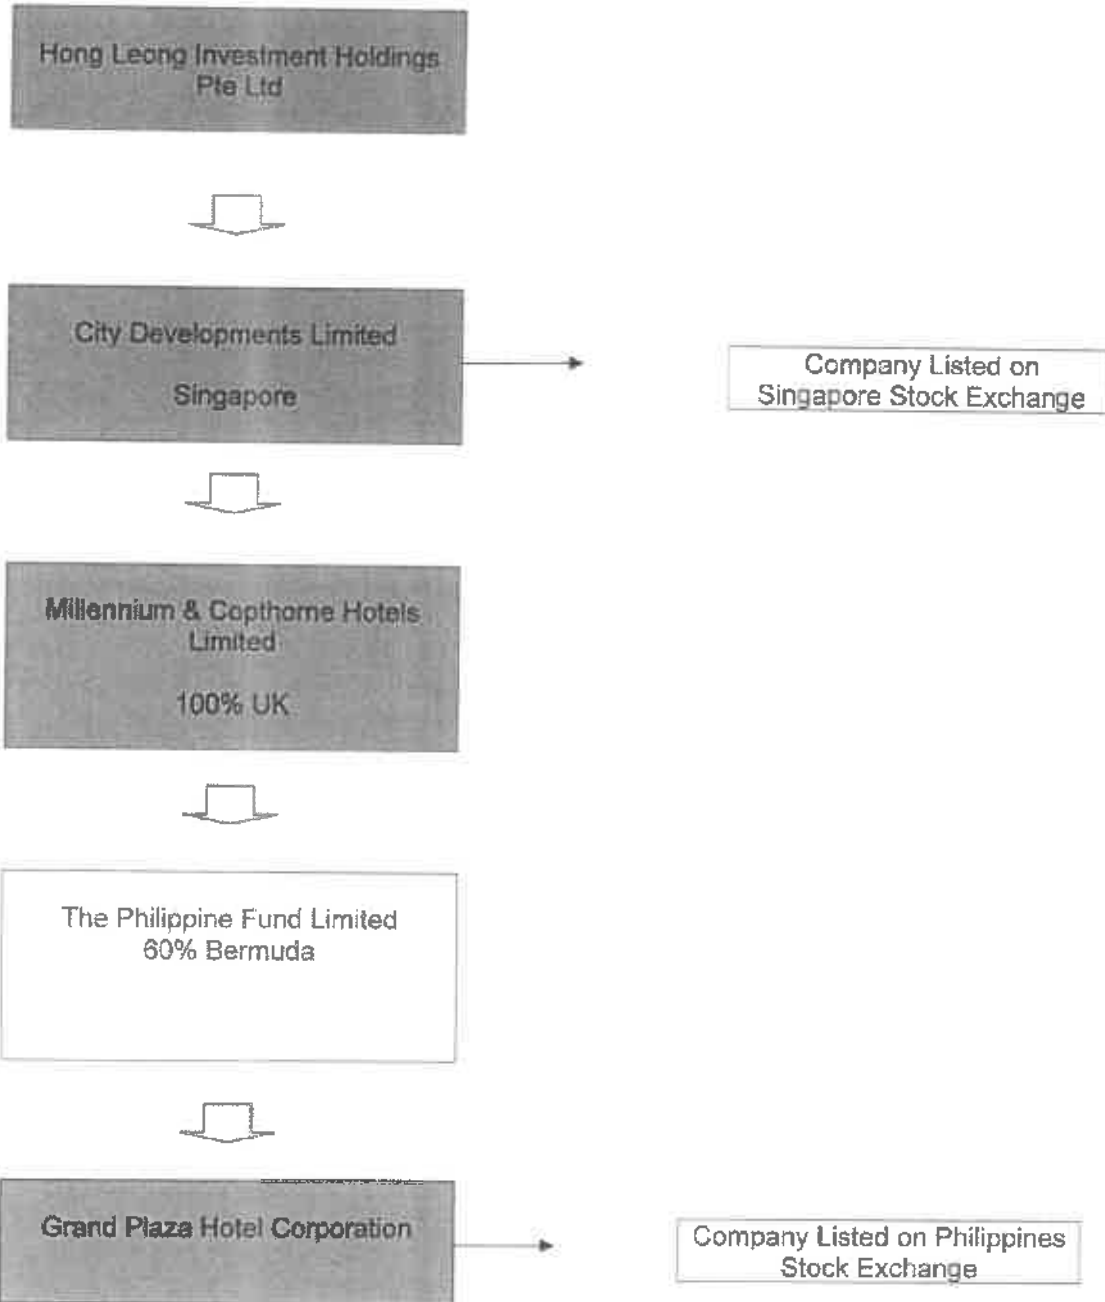 Hong Leong Investment Holdings
Pte Ltd
City Developments Limited
Singapore
Company Listed on
Singapore Stock Exchange
Millennium & Copthorne Hotels
Limited
100% UK
The Philippine Fund Limited
60% Bermuda
Grand Plaza Hotel Corporation
Company Listed on Philippines
Stock Exchange